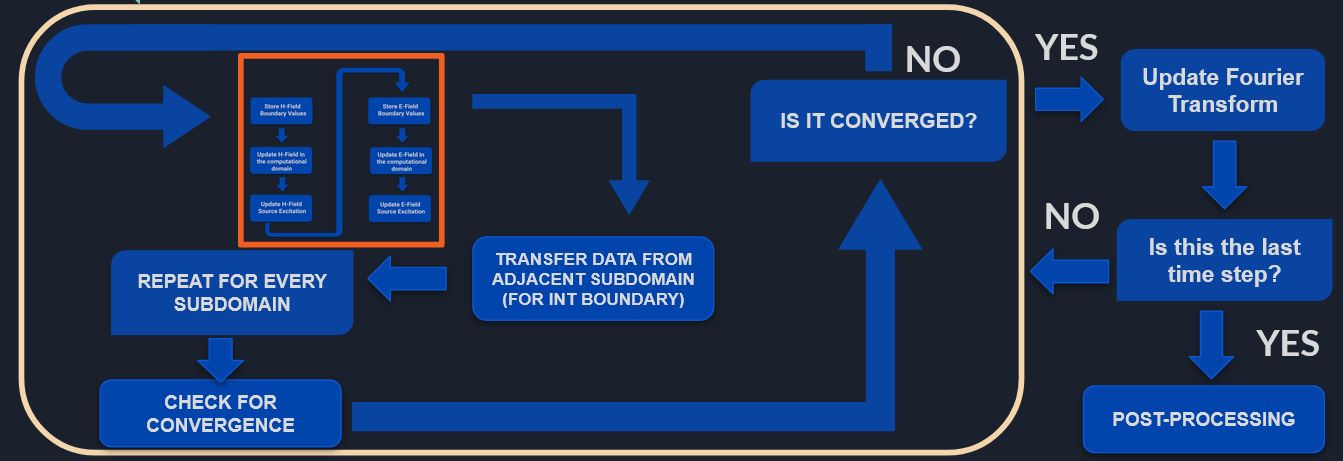 Store H-Field
Boundary Values
Update H-Field in
the computational
domain
Update H-Field
Source Excitation
Store E-Field
Boundary Values
Update E-Field in
the computational
domain
Update E-Field
Source Excitation
TRANSFER DATA FROM
ADJACENT SUBDOMAIN
(FOR INT BOUNDARY)
REPEAT FOR EVERY
SUBDOMAIN
CHECK FOR
CONVERGENCE
IS IT CONVERGED?
NO
YES
Update Fourier
Transform
Is this the last
time step?
NO
YES
POST-PROCESSING